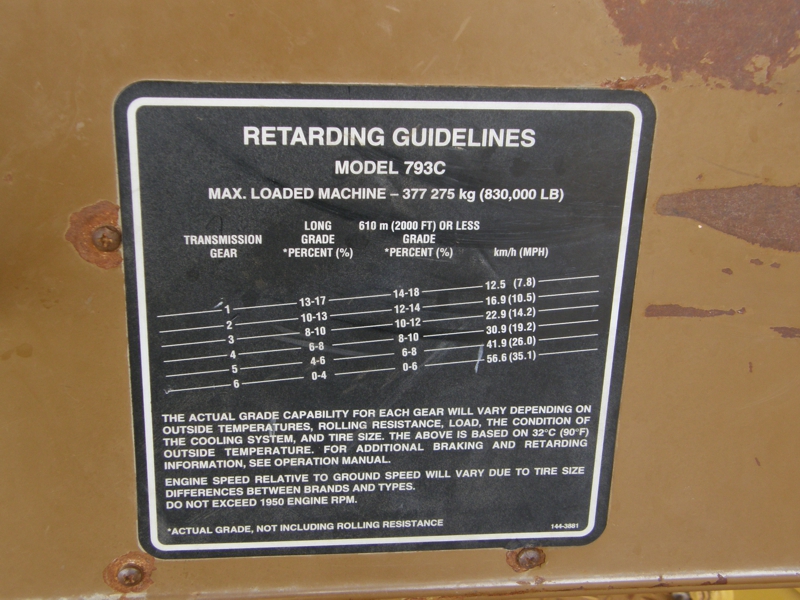 RETARDING GUIDELINES
MODEL 793C
MAX. LOADED MACHINE – 377 275 kg (830,000 LB)
LONG 610 m (2000 FT) OR LESS
TRANSMISSION GRADE GRADE
GEAR *PERCENT (%) *PERCENT (%) km/h (MPH)
1 13-17 14-18 12.5 (7.8)
2 10-13 12-14 16.9 (10.5)
3 8-10 10-12 22.9 (14.2)
4 6-8 8-10 30.9 (19.2)
5 4-6 6-8 41.9 (26.0)
6 0-4 0-6 56.6 (35.1)
THE ACTUAL GRADE CAPABILITY FOR EACH GEAR WILL VARY DEPENDING ON
OUTSIDE TEMPERATURES, ROLLING RESISTANCE, LOAD, THE CONDITION OF
THE COOLING SYSTEM, AND TIRE SIZE. THE ABOVE IS BASED ON 32°C (90°F)
OUTSIDE TEMPERATURE. FOR ADDITIONAL BRAKING AND RETARDING
INFORMATION, SEE OPERATION MANUAL.
ENGINE SPEED RELATIVE TO GROUND SPEED WILL VARY DUE TO TIRE SIZE
DIFFERENCES BETWEEN BRANDS AND TYPES.
DO NOT EXCEED 1950 ENGINE RPM.
*ACTUAL GRADE, NOT INCLUDING ROLLING RESISTANCE
144-3881